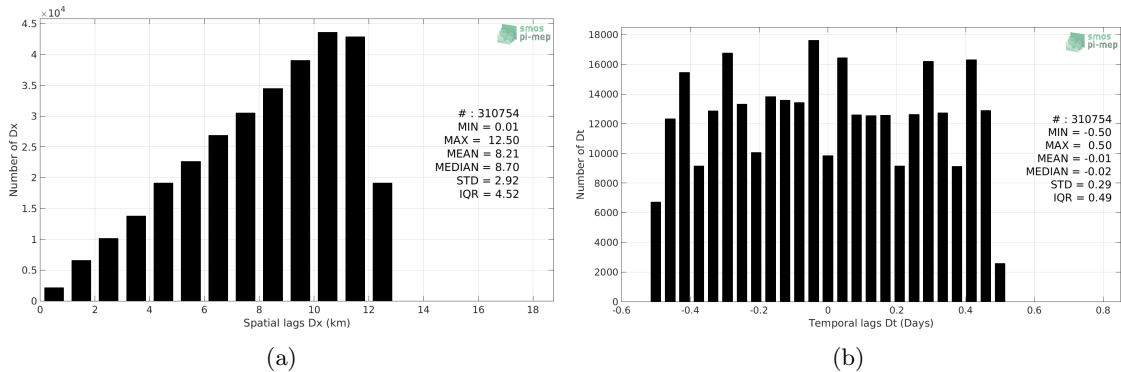 ×10⁴
4.5
4
3.5
3
2.5
2
1.5
1
0.5
0
Number of Dx
smos
pi-mep
# : 310754
MIN = 0.01
MAX = 12.50
MEAN = 8.21
MEDIAN = 8.70
STD = 2.92
IQR = 4.52
0 2 4 6 8 10 12 14 16 18
Spatial lags Dx (km)
(a)
18000
16000
14000
12000
10000
8000
6000
4000
2000
0
Number of Dt
smos
pi-mep
# : 310754
MIN = -0.50
MAX = 0.50
MEAN = -0.01
MEDIAN = -0.02
STD = 0.29
IQR = 0.49
-0.6 -0.4 -0.2 0 0.2 0.4 0.6 0.8
Temporal lags Dt (Days)
(b)